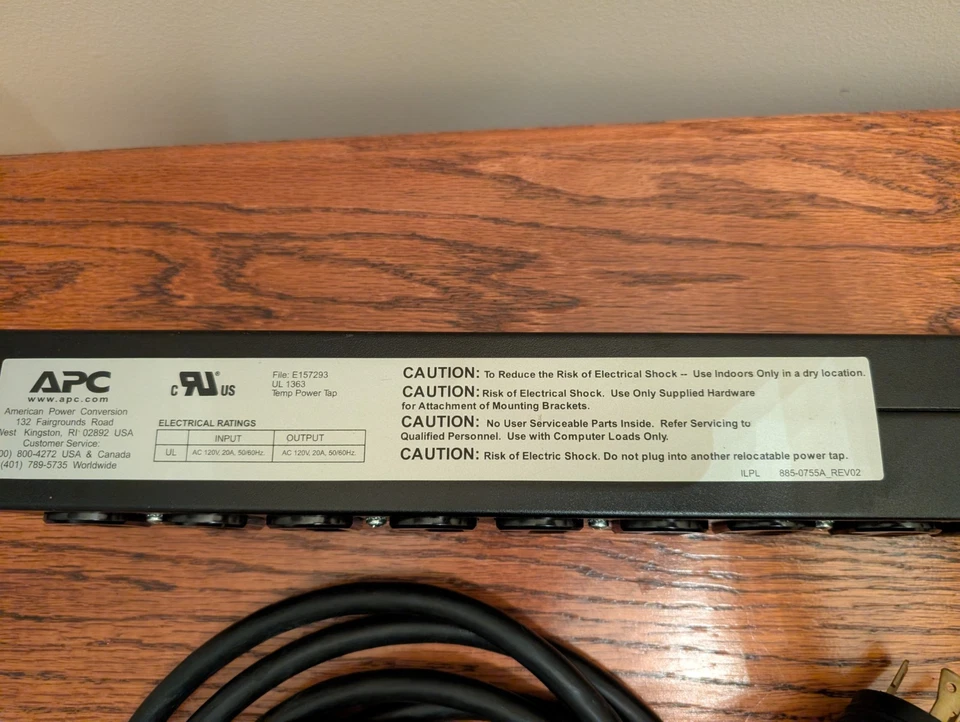 APC
www.apc.com
American Power Conversion
132 Fairgrounds Road
West Kingston, RI 02892 USA
Customer Service:
00) 800-4272 USA & Canada
(401) 789-5735 Worldwide
c RU US
File: E157293
UL 1363
Temp Power Tap
ELECTRICAL RATINGS
INPUT OUTPUT
UL AC 120V, 20A, 50/60Hz. AC 120V, 20A, 50/60Hz.
CAUTION: To Reduce the Risk of Electrical Shock -- Use Indoors Only in a dry location.
CAUTION: Risk of Electrical Shock. Use Only Supplied Hardware
for Attachment of Mounting Brackets.
CAUTION: No User Serviceable Parts Inside. Refer Servicing to
Qualified Personnel. Use with Computer Loads Only.
CAUTION: Risk of Electric Shock. Do not plug into another relocatable power tap.
ILPL 885-0755A_REV02